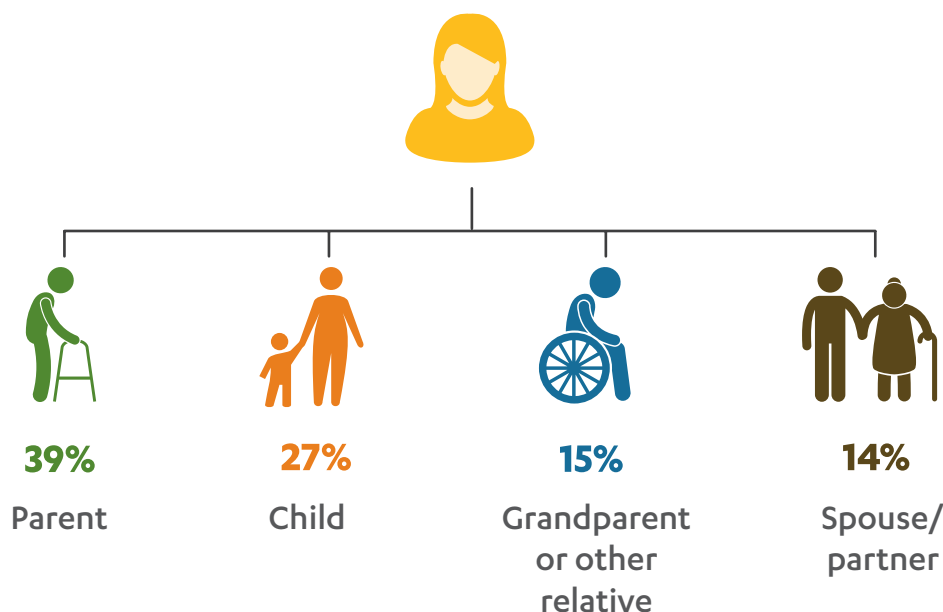 39%
Parent
27%
Child
15%
Grandparent
or other
relative
14%
Spouse/
partner